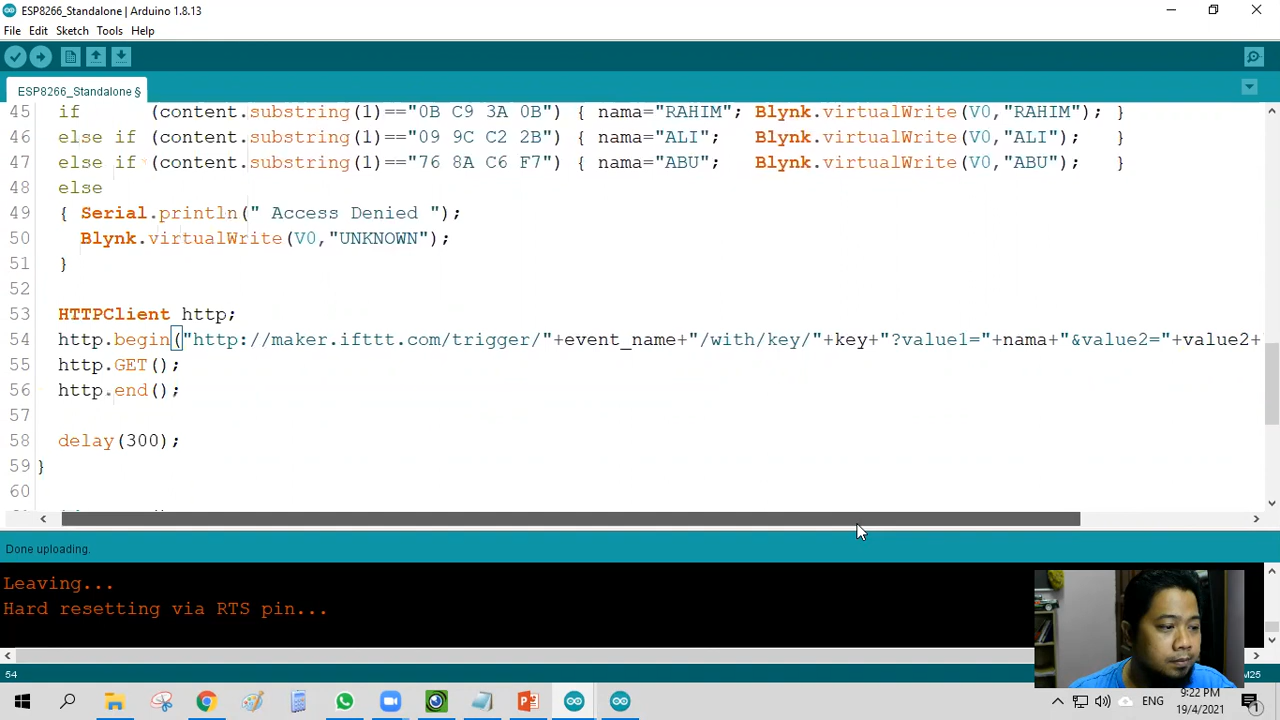 ESP8266_Standalone | Arduino 1.8.13
File Edit Sketch Tools Help
ESP8266_Standalone §
45 if (content.substring(1)=="0B C9 3A 0B") { nama="RAHIM"; Blynk.virtualWrite(V0,"RAHIM"); }
46 else if (content.substring(1)=="09 9C C2 2B") { nama="ALI"; Blynk.virtualWrite(V0,"ALI"); }
47 else if (content.substring(1)=="76 8A C6 F7") { nama="ABU"; Blynk.virtualWrite(V0,"ABU"); }
48 else
49 { Serial.println(" Access Denied ");
50 Blynk.virtualWrite(V0,"UNKNOWN");
51 }
52
53 HTTPClient http;
54 http.begin("http://maker.ifttt.com/trigger/"+event_name+"/with/key/"+key+"?value1="+nama+"&value2="+value2+
55 http.GET();
56 http.end();
57
58 delay(300);
59 }
60
Done uploading.
Leaving...
Hard resetting via RTS pin...
54
M25
ENG
9:22 PM
19/4/2021
1